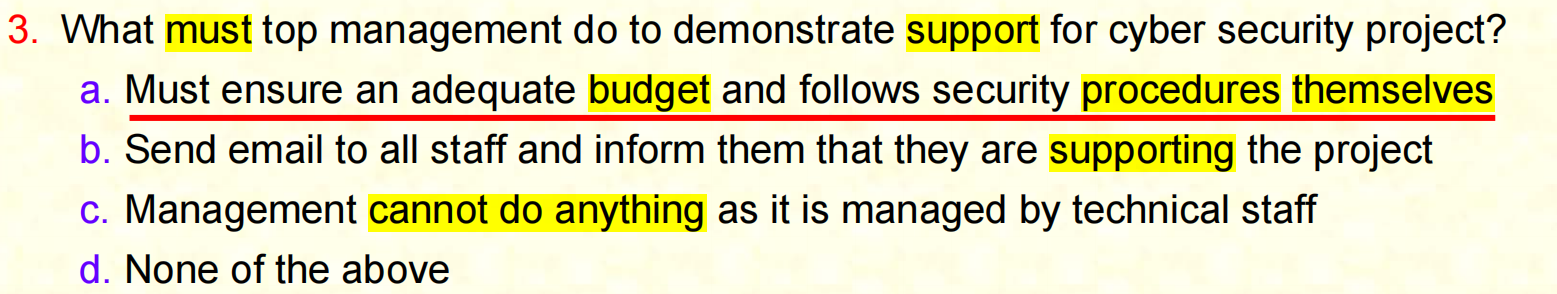 3. What must top management do to demonstrate support for cyber security project?
a. Must ensure an adequate budget and follows security procedures themselves
b. Send email to all staff and inform them that they are supporting the project
c. Management cannot do anything as it is managed by technical staff
d. None of the above